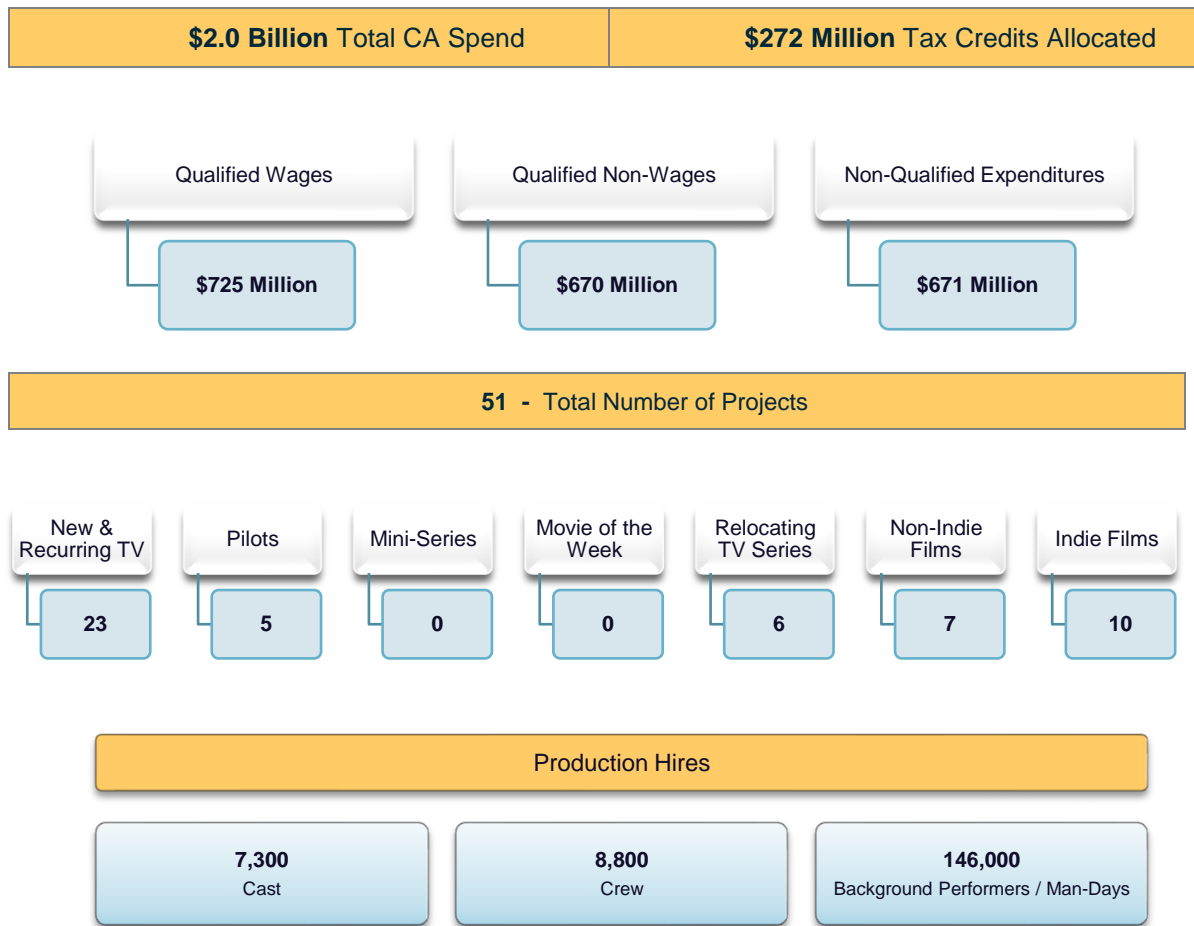 $2.0 Billion Total CA Spend
$272 Million Tax Credits Allocated
Qualified Wages
Qualified Non-Wages
Non-Qualified Expenditures
$725 Million
$670 Million
$671 Million
51 - Total Number of Projects
New &
Recurring TV
Pilots
Mini-Series
Movie of the
Week
Relocating
TV Series
Non-Indie
Films
Indie Films
23
5
0
0
6
7
10
Production Hires
7,300
Cast
8,800
Crew
146,000
Background Performers / Man-Days